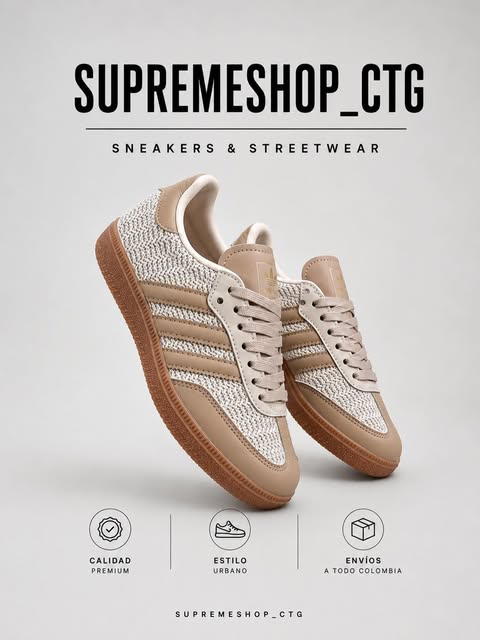 SUPREMESHOP_CTG
SNEAKERS & STREETWEAR
CALIDAD
PREMIUM
ESTILO
URBANO
ENVÍOS
A TODO COLOMBIA
SUPREMESHOP_CTG